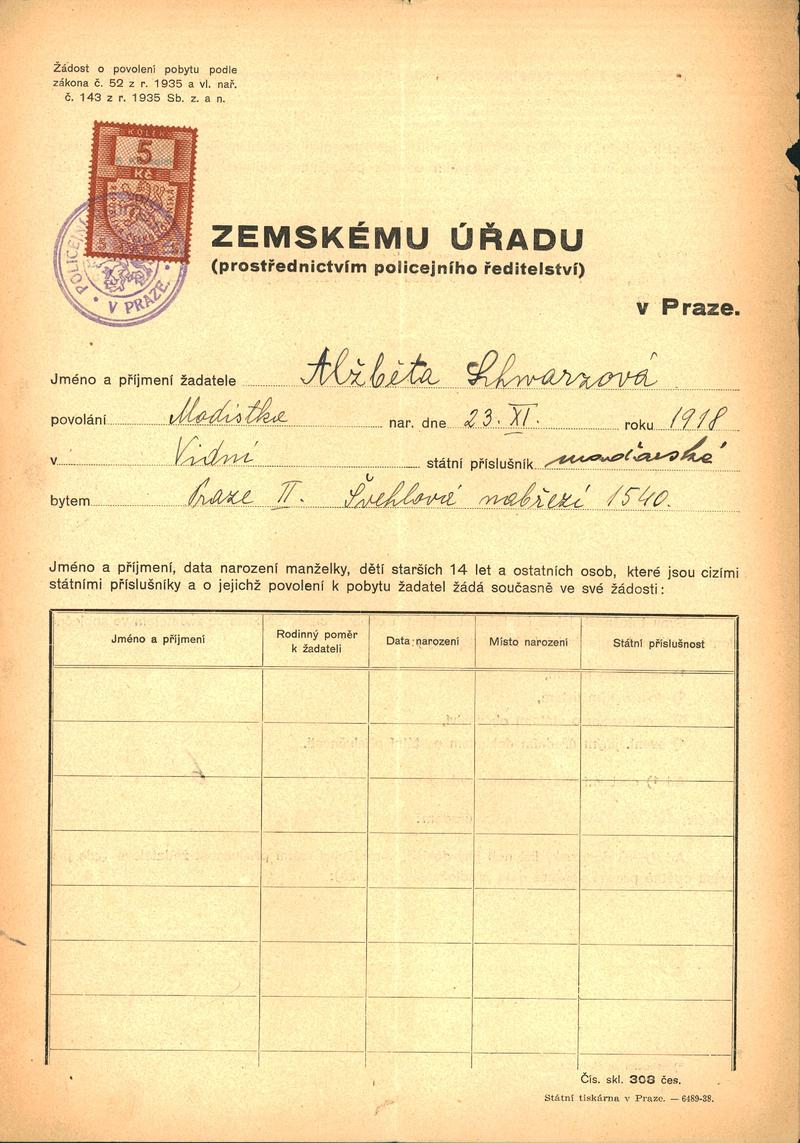 Žádost o povolení pobytu podle
zákona č. 52 z r. 1935 a vl. nař.
č. 143 z r. 1935 Sb. z. a n.
KOLEK
5
Kč
POLICEJNÍ
V PRAZE
ZEMSKÉMU ÚŘADU
(prostřednictvím policejního ředitelství)
v Praze.
Jméno a příjmení žadatele Alžběta Schwarzová
povolání Modistka nar. dne 23. XI. roku 1918
v Vidni státní příslušník maďarská
bytem Praze II. Švehlová nabřezí 1540.
Jméno a příjmení, data narození manželky, dětí starších 14 let a ostatních osob, které jsou cizími
státními příslušníky a o jejichž povolení k pobytu žadatel žádá současně ve své žádosti:
Jméno a příjmení Rodinný poměr k žadateli Data narození Místo narození Státní příslušnost
Čís. skl. 308 čes.
Státní tiskárna v Praze. — 6489-38.